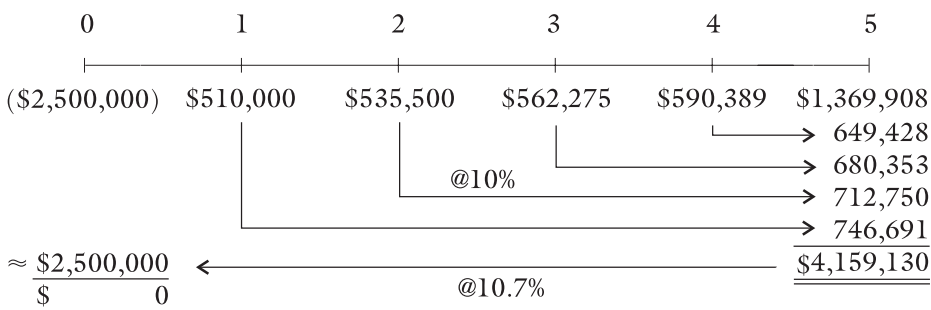 0 1 2 3 4 5
($2,500,000) $510,000 $535,500 $562,275 $590,389 $1,369,908
649,428
680,353
@10%
712,750
746,691
≈ $2,500,000 $4,159,130
@10.7%
$ 0